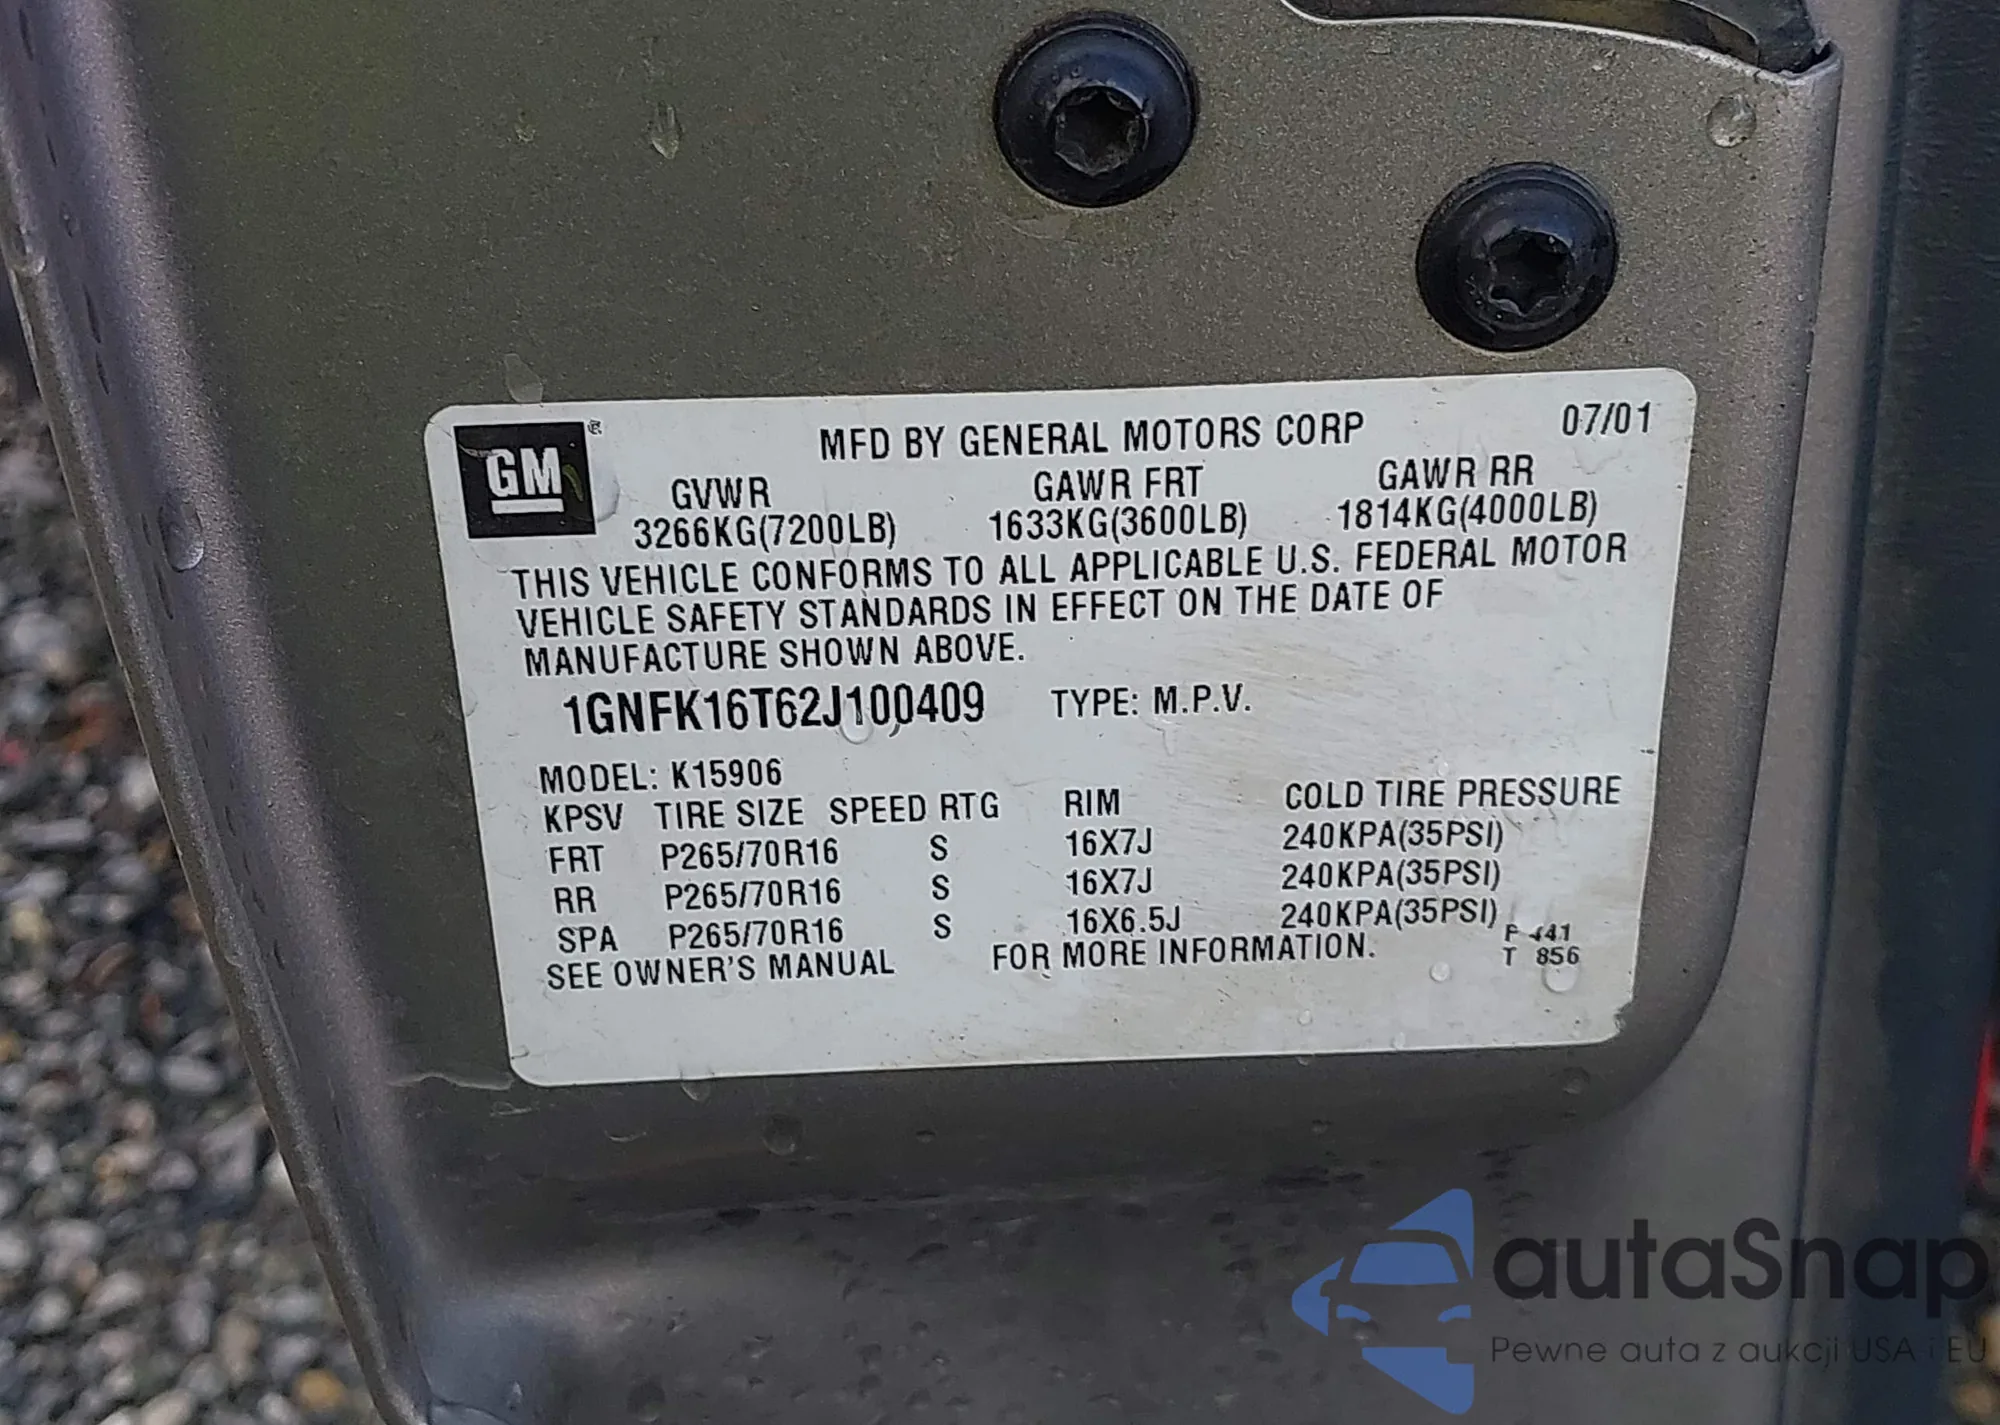 GM
MFD BY GENERAL MOTORS CORP 07/01
GVWR GAWR FRT GAWR RR
3266KG(7200LB) 1633KG(3600LB) 1814KG(4000LB)
THIS VEHICLE CONFORMS TO ALL APPLICABLE U.S. FEDERAL MOTOR
VEHICLE SAFETY STANDARDS IN EFFECT ON THE DATE OF
MANUFACTURE SHOWN ABOVE.
1GNFK16T62J100409 TYPE: M.P.V.
MODEL: K15906
KPSV TIRE SIZE SPEED RTG RIM COLD TIRE PRESSURE
FRT P265/70R16 S 16X7J 240KPA(35PSI)
RR P265/70R16 S 16X7J 240KPA(35PSI)
SPA P265/70R16 S 16X6.5J 240KPA(35PSI)
SEE OWNER'S MANUAL FOR MORE INFORMATION.
T 856
autaSnap
Pewne auta z aukcji USA i EU